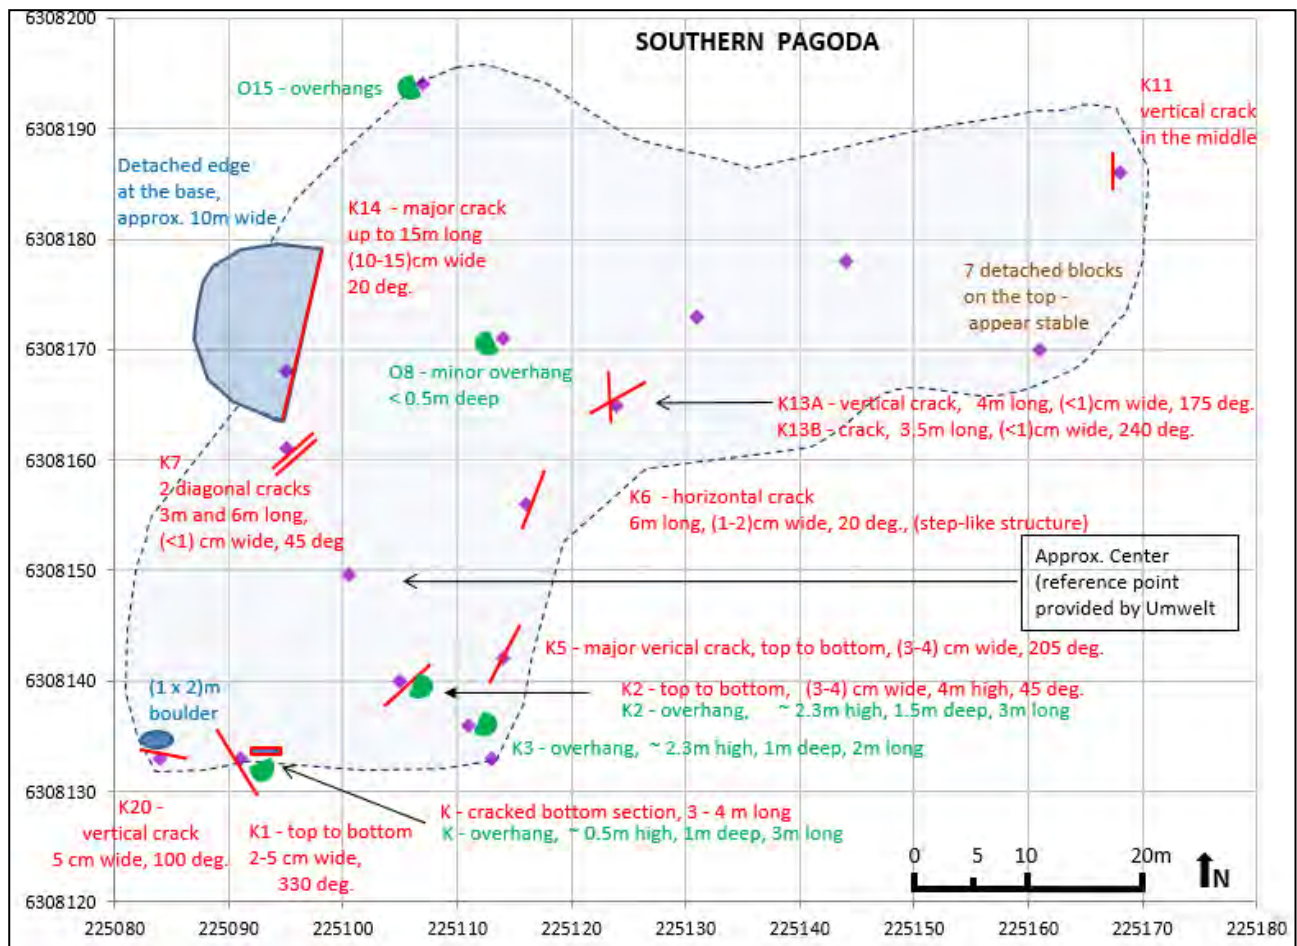 SOUTHERN PAGODA
6308200
6308190
6308180
6308170
6308160
6308150
6308140
6308130
6308120
O15 - overhangs
K11
vertical crack
in the middle
Detached edge
at the base,
approx. 10m wide
K14 - major crack
up to 15m long
(10-15)cm wide
20 deg.
7 detached blocks
on the top -
appear stable
O8 - minor overhang
< 0.5m deep
K13A - vertical crack, 4m long, (<1)cm wide, 175 deg.
K13B - crack, 3.5m long, (<1)cm wide, 240 deg.
K7
2 diagonal cracks
3m and 6m long,
(<1) cm wide, 45 deg
K6 - horizontal crack
6m long, (1-2)cm wide, 20 deg., (step-like structure)
Approx. Center
(reference point
provided by Umwelt
K5 - major verical crack, top to bottom, (3-4) cm wide, 205 deg.
(1 x 2)m
boulder
K2 - top to bottom, (3-4) cm wide, 4m high, 45 deg.
K2 - overhang, ~ 2.3m high, 1.5m deep, 3m long
K3 - overhang, ~ 2.3m high, 1m deep, 2m long
K20 -
vertical crack
5 cm wide, 100 deg.
K1 - top to bottom
2-5 cm wide,
330 deg.
K - cracked bottom section, 3 - 4 m long
K - overhang, ~ 0.5m high, 1m deep, 3m long
0 5 10 20m
N
225080 225090 225100 225110 225120 225130 225140 225150 225160 225170 225180